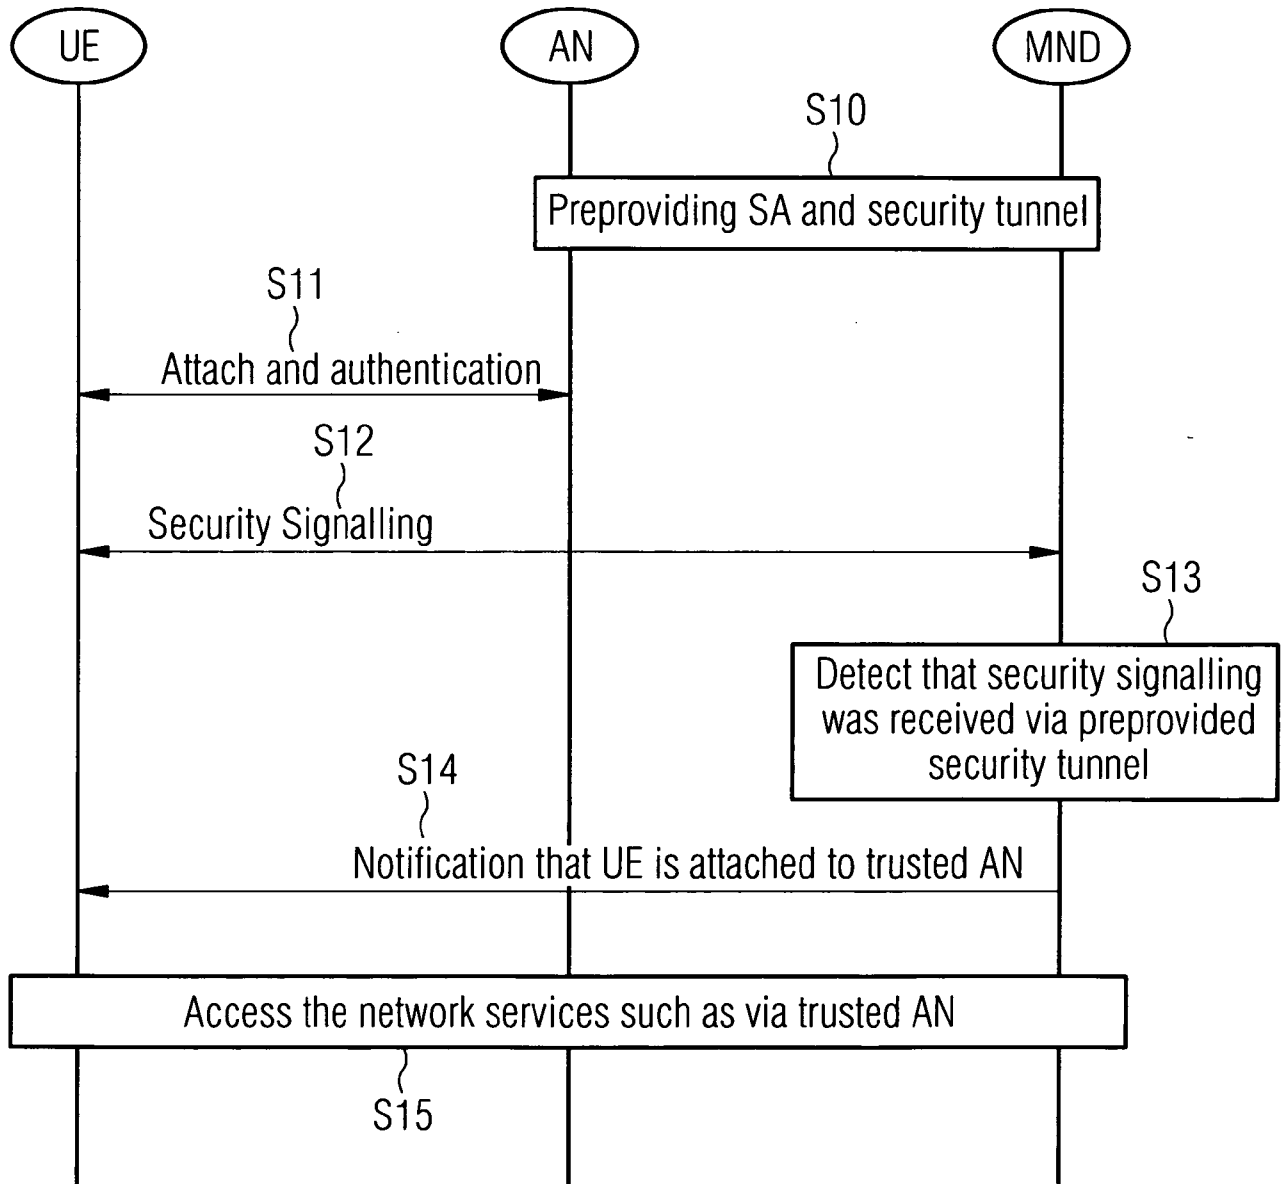 UE
AN
MND
S10
Preproviding SA and security tunnel
S11
Attach and authentication
S12
Security Signalling
S13
Detect that security signalling
was received via preprovided
security tunnel
S14
Notification that UE is attached to trusted AN
Access the network services such as via trusted AN
S15